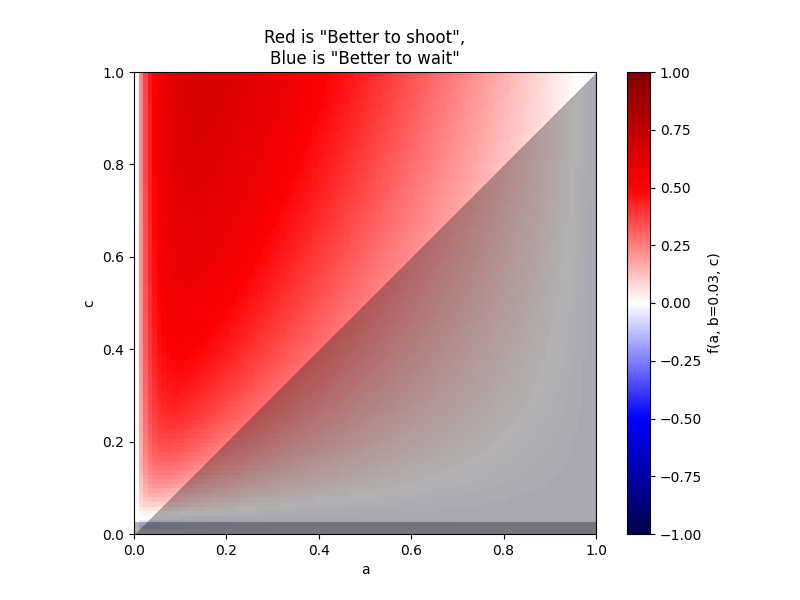 Red is "Better to shoot",
Blue is "Better to wait"
1.0
0.8
0.6
0.4
0.2
0.0
c
0.0 0.2 0.4 0.6 0.8 1.0
a
1.00
0.75
0.50
0.25
0.00
−0.25
−0.50
−0.75
−1.00
f(a, b=0.03, c)